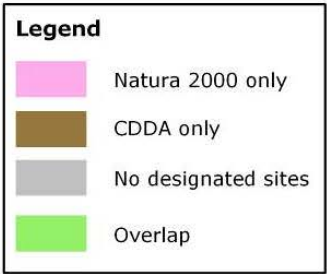 Legend
Natura 2000 only
CDDA only
No designated sites
Overlap